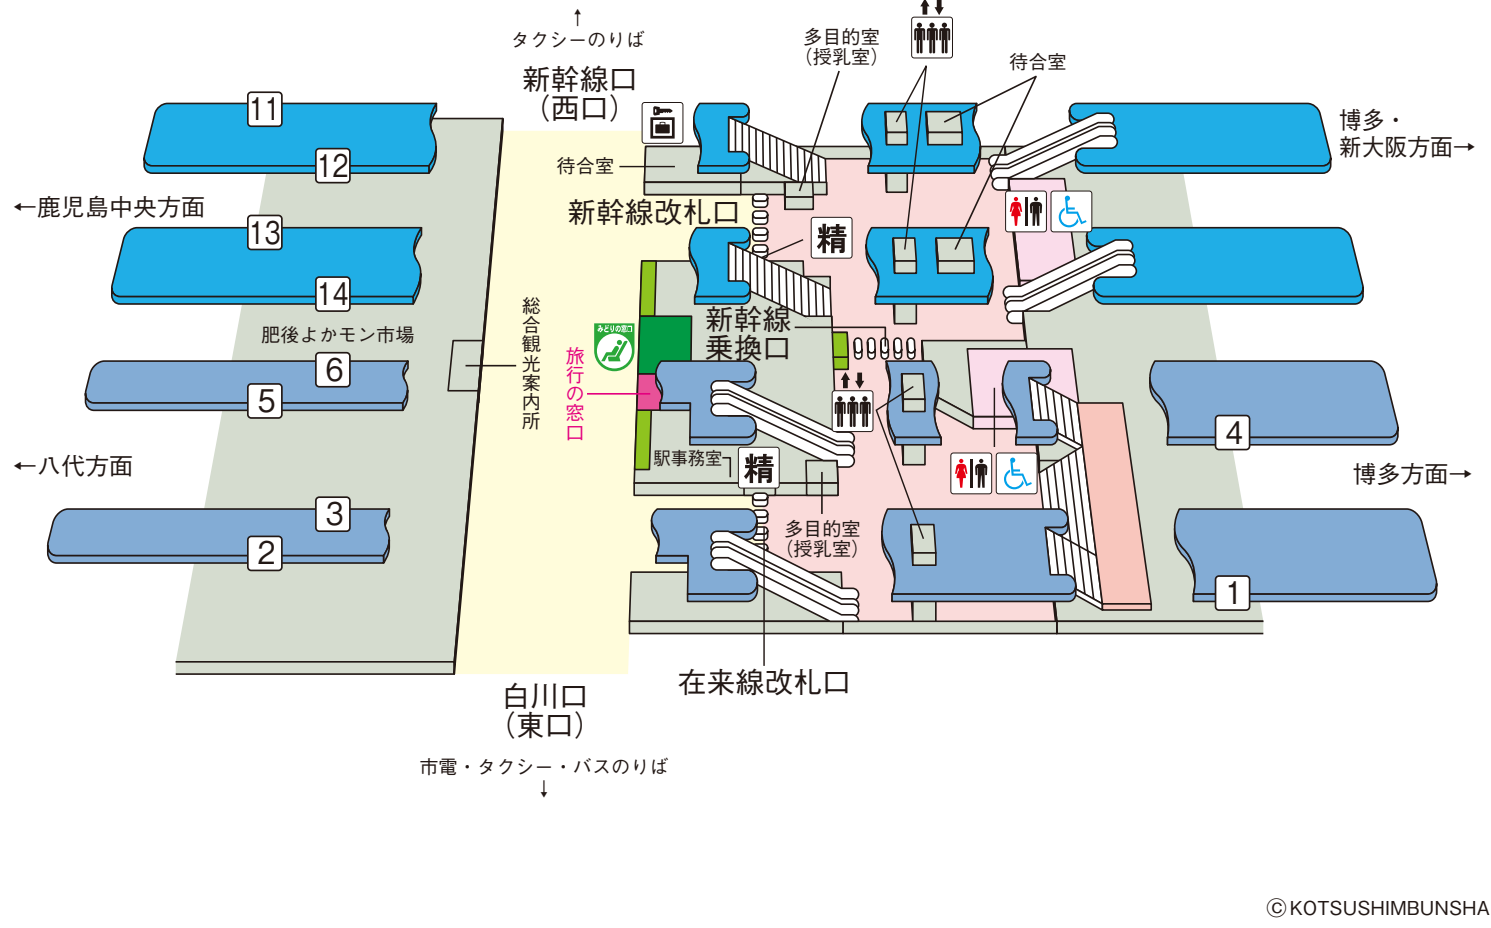 ↑
タクシーのりば
新幹線口
（西口）
多目的室
（授乳室）
待合室
11
12
博多・
新大阪方面→
待合室
←鹿児島中央方面
新幹線改札口
13
精
14
総合観光案内所
肥後よかモン市場
みどりの窓口
新幹線
乗換口
旅行の窓口
6
5
4
←八代方面
駅事務室
精
博多方面→
3
2
多目的室
（授乳室）
1
在来線改札口
白川口
（東口）
市電・タクシー・バスのりば
↓
©KOTSUSHIMBUNSHA